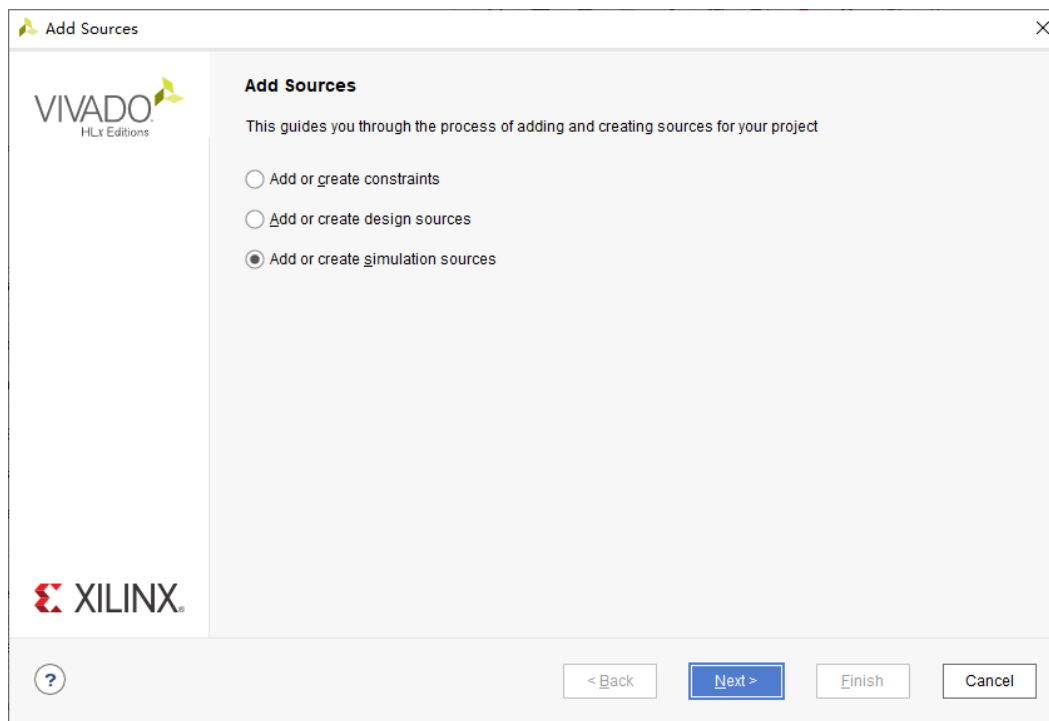 Add Sources
VIVADO.
HLx Editions
Add Sources
This guides you through the process of adding and creating sources for your project
Add or create constraints
Add or create design sources
Add or create simulation sources
XILINX®
?
< Back
Next >
Finish
Cancel